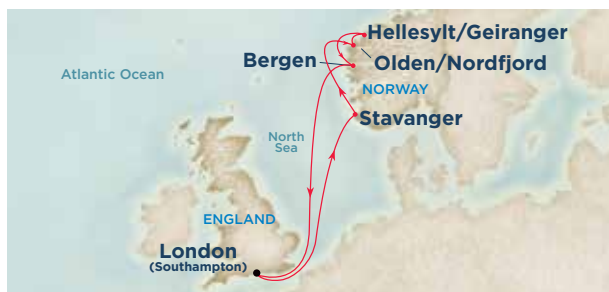 Hellesylt/Geiranger
Bergen
Olden/Nordfjord
Atlantic Ocean
NORWAY
Stavanger
North
Sea
ENGLAND
London
(Southampton)